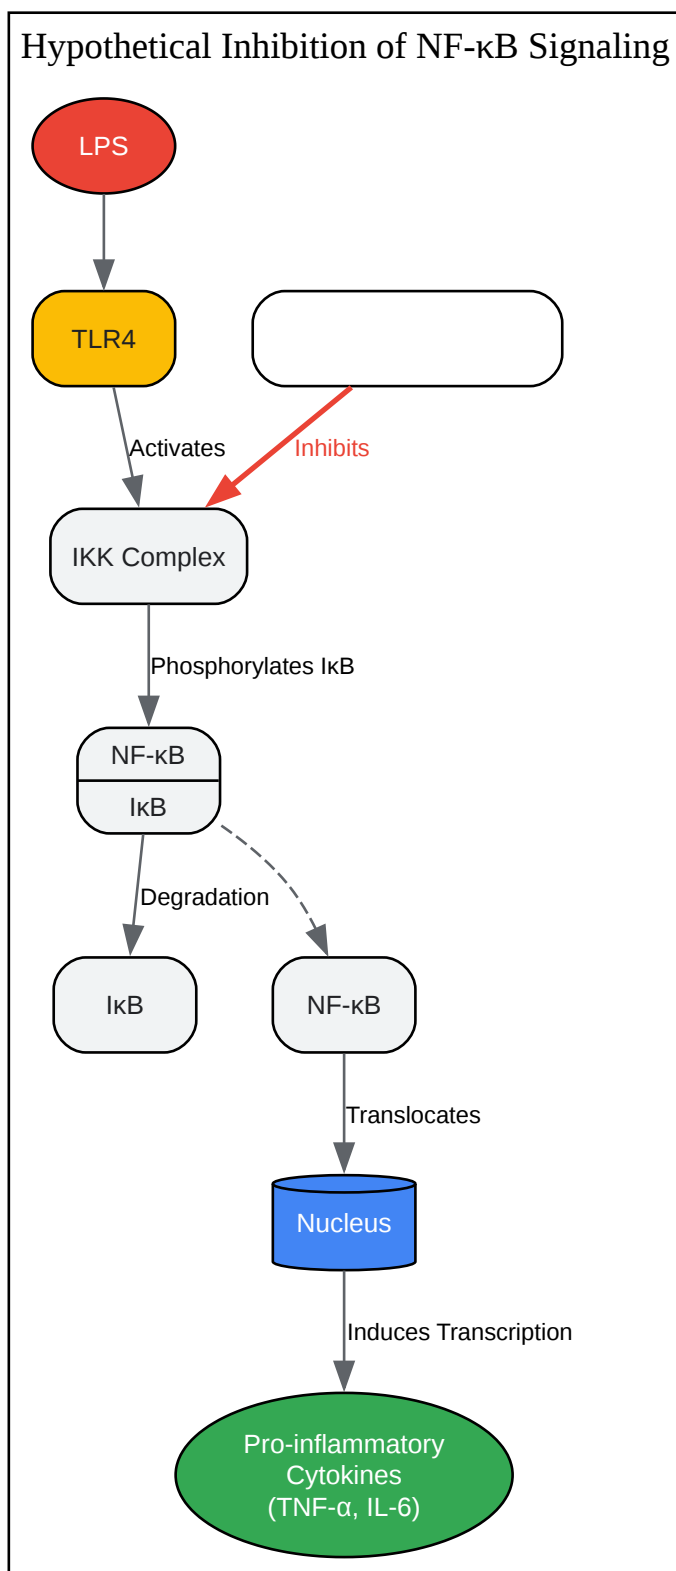 Hypothetical Inhibition of NF-κB Signaling
LPS
TLR4
Activates
Inhibits
IKK Complex
Phosphorylates IκB
NF-κB
IκB
Degradation
IκB
NF-κB
Translocates
Nucleus
Induces Transcription
Pro-inflammatory
Cytokines
(TNF-α, IL-6)